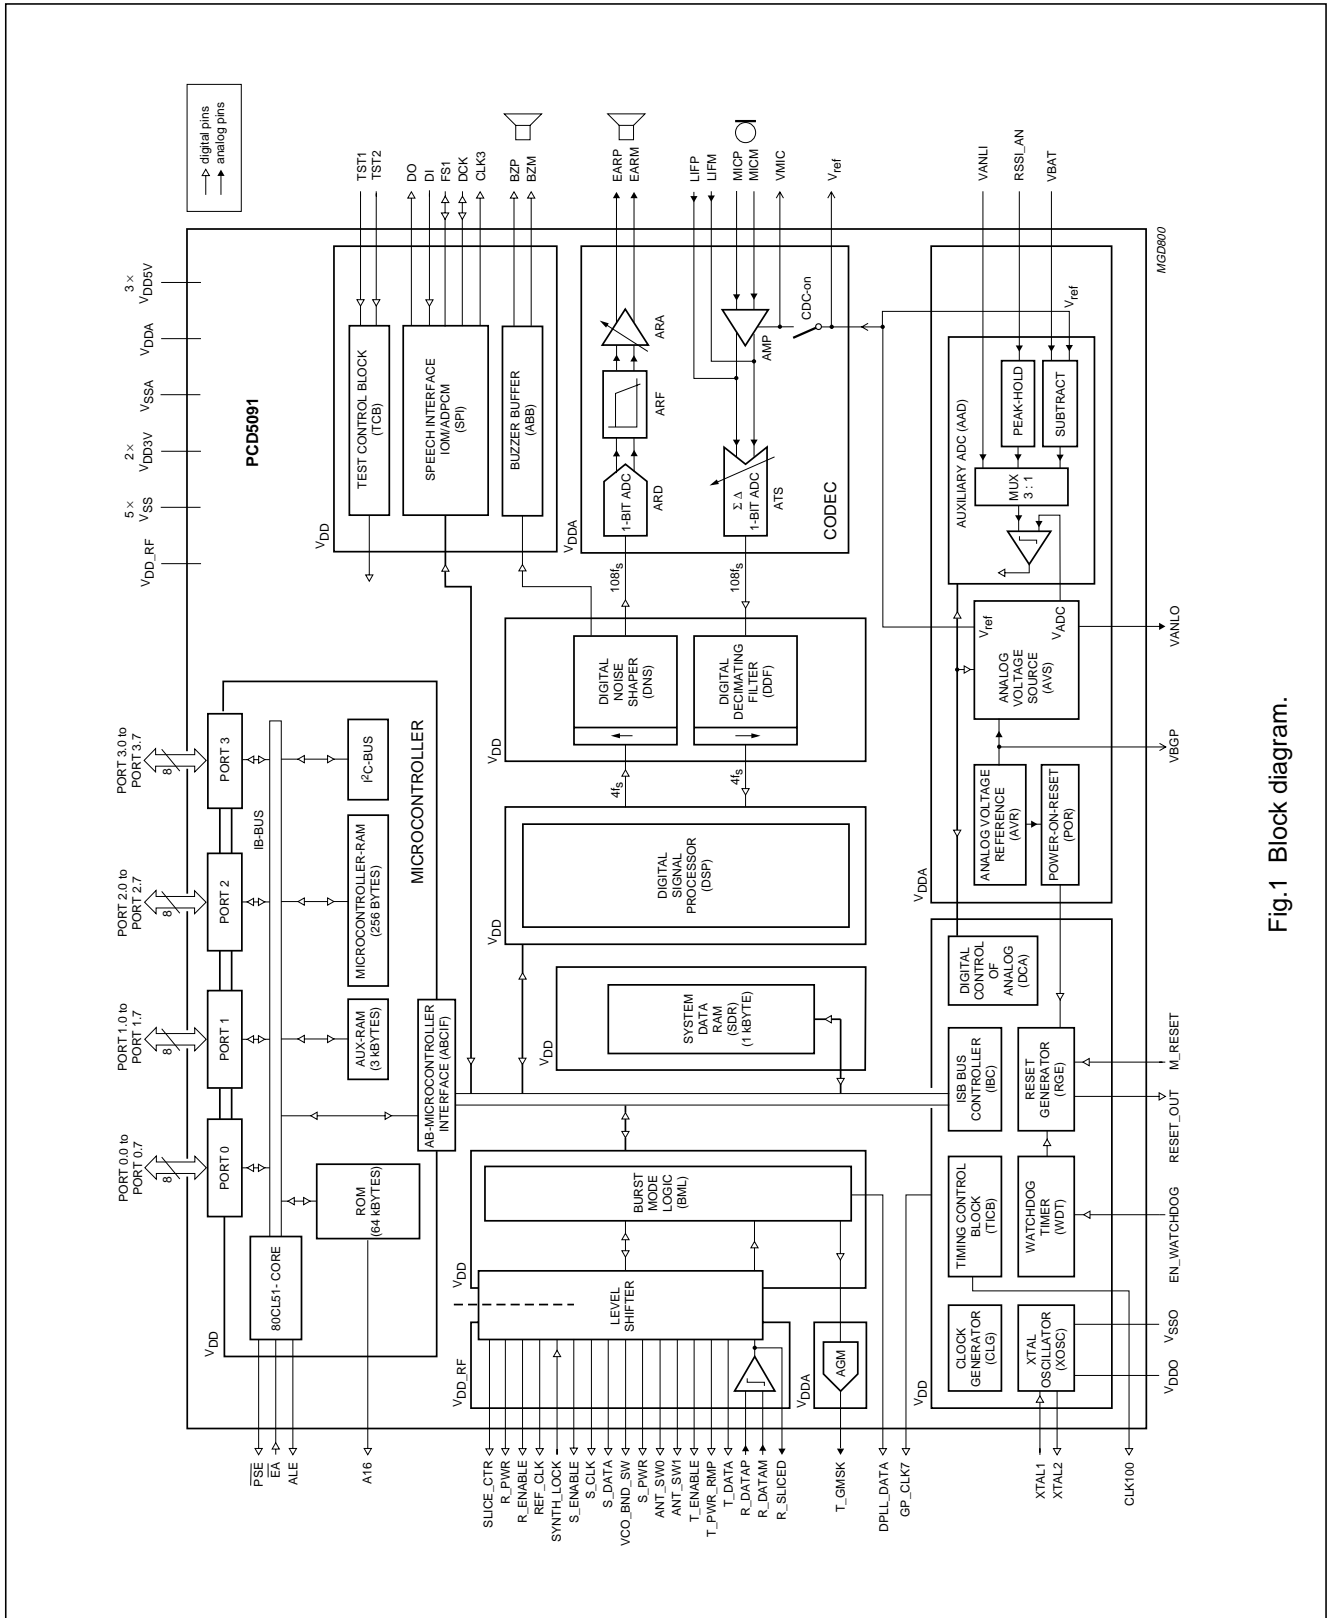 digital pins
analog pins
3 ×
VDD5V
VDDA
VSSA
2 ×
VDD3V
5 ×
VSS
VDD_RF
PCD5091
PORT 3.0 to
PORT 3.7
8
PORT 2.0 to
PORT 2.7
8
PORT 1.0 to
PORT 1.7
8
PORT 0.0 to
PORT 0.7
8
PORT 3
PORT 2
PORT 1
PORT 0
IB-BUS
I²C-BUS
MICROCONTROLLER-RAM
(256 BYTES)
AUX-RAM
(3 kBYTES)
MICROCONTROLLER
ROM
(64 kBYTES)
80CL51- CORE
VDD
AB-MICROCONTROLLER
INTERFACE (ABCIF)
PSE
EA
ALE
A16
TST1
TST2
DO
DI
FS1
DCK
CLK3
BZP
BZM
VDD
TEST CONTROL BLOCK
(TCB)
SPEECH INTERFACE
IOM/ADPCM
(SPI)
BUZZER BUFFER
(ABB)
EARP
EARM
LIFP
LIFM
MICP
MICM
VMIC
Vref
VDDA
1-BIT ADC
ARD
ARF
ARA
Σ Δ
1-BIT ADC
ATS
AMP
CDC-on
CODEC
108fs
108fs
VDD
DIGITAL
NOISE
SHAPER
(DNS)
DIGITAL
DECIMATING
FILTER
(DDF)
4fs
4fs
VDD
DIGITAL
SIGNAL
PROCESSOR
(DSP)
VDD
SYSTEM
DATA
RAM
(SDR)
(1 kBYTE)
VDD
BURST
MODE
LOGIC
(BML)
LEVEL
SHIFTER
VDD_RF
VDDA
AGM
SLICE_CTR
R_PWR
R_ENABLE
REF_CLK
SYNTH_LOCK
S_ENABLE
S_CLK
S_DATA
VCO_BND_SW
S_PWR
ANT_SW0
ANT_SW1
T_ENABLE
T_PWR_RMP
T_DATA
R_DATAP
R_DATAM
R_SLICED
T_GMSK
DPLL_DATA
GP_CLK7
XTAL1
XTAL2
CLK100
VANLI
RSSI_AN
VBAT
AUXILIARY ADC (AAD)
PEAK-HOLD
SUBTRACT
Vref
MUX
3 : 1
Vref
VADC
ANALOG
VOLTAGE
SOURCE
(AVS)
ANALOG VOLTAGE
REFERENCE
(AVR)
POWER-ON-RESET
(POR)
VDDA
VANLO
VBGP
DIGITAL
CONTROL
OF
ANALOG
(DCA)
ISB BUS
CONTROLLER
(IBC)
RESET
GENERATOR
(RGE)
TIMING CONTROL
BLOCK
(TICB)
WATCHDOG
TIMER
(WDT)
CLOCK
GENERATOR
(CLG)
XTAL
OSCILLATOR
(XOSC)
VDD
M_RESET
RESET_OUT
EN_WATCHDOG
VSSO
VDDO
MGD800
Fig.1 Block diagram.